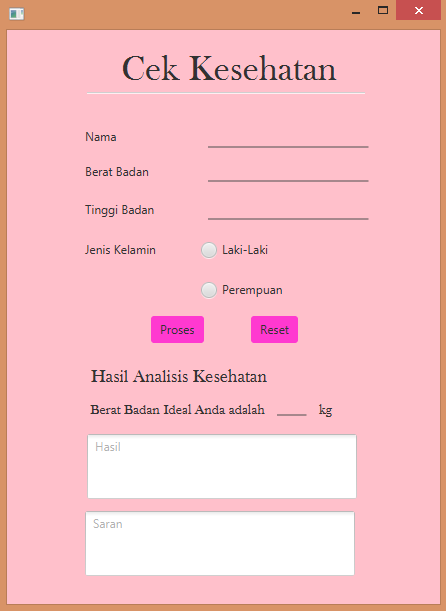 Cek Kesehatan
Nama
Berat Badan
Tinggi Badan
Jenis Kelamin
Laki-Laki
Perempuan
Proses
Reset
Hasil Analisis Kesehatan
Berat Badan Ideal Anda adalah
kg
Hasil
Saran